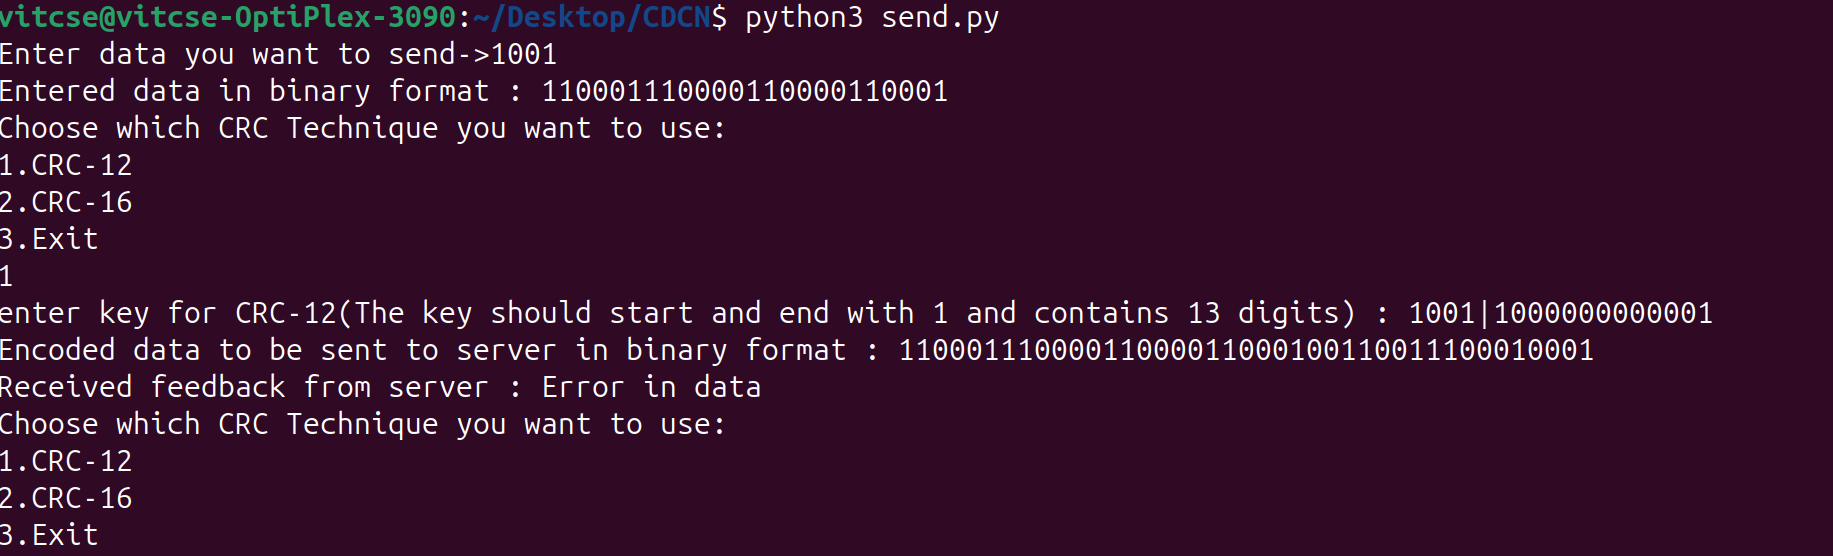 vitcse@vitcse-OptiPlex-3090:~/Desktop/CDCN$ python3 send.py
Enter data you want to send->1001
Entered data in binary format : 110001110000110000110001
Choose which CRC Technique you want to use:
1.CRC-12
2.CRC-16
3.Exit
1
enter key for CRC-12(The key should start and end with 1 and contains 13 digits) : 1001|1000000000001
Encoded data to be sent to server in binary format : 11000111000011000011000100110011100010001
Received feedback from server : Error in data
Choose which CRC Technique you want to use:
1.CRC-12
2.CRC-16
3.Exit